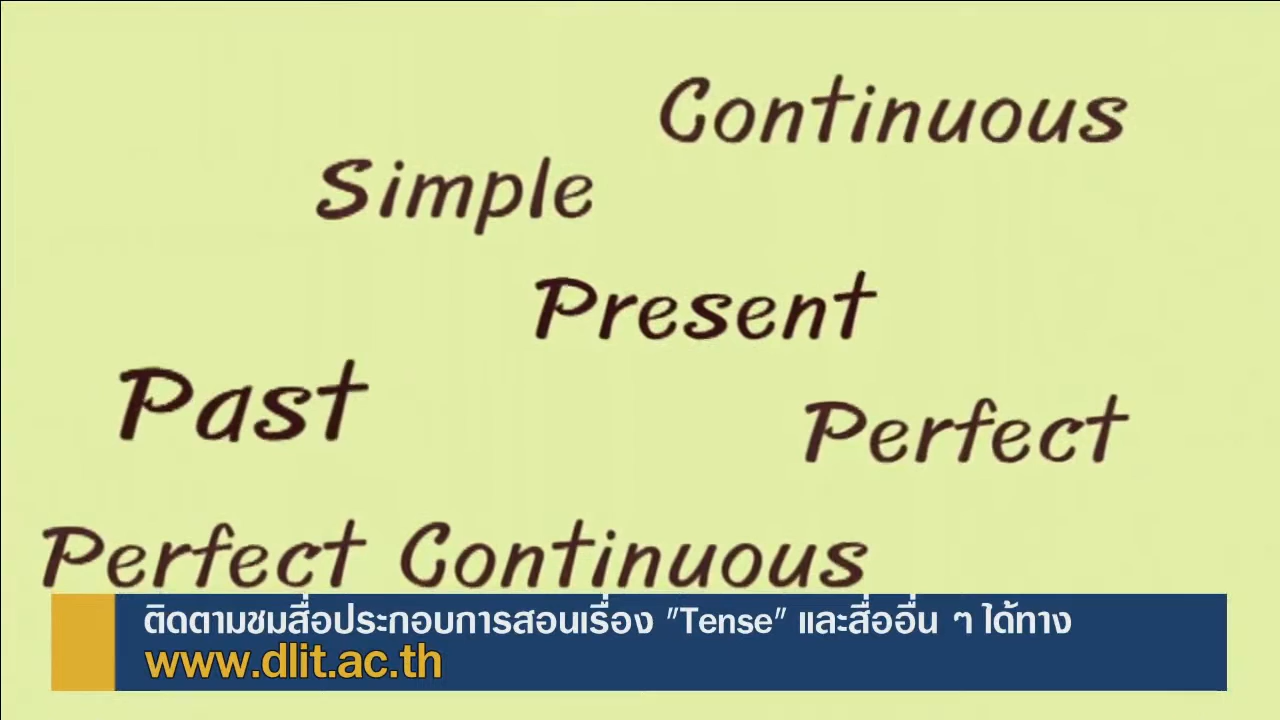 Continuous
Simple
Present
Past
Perfect
Perfect Continuous
ติดตามชมสื่อประกอบการสอนเรื่อง "Tense" และสื่ออื่น ๆ ได้ทาง
www.dlit.ac.th